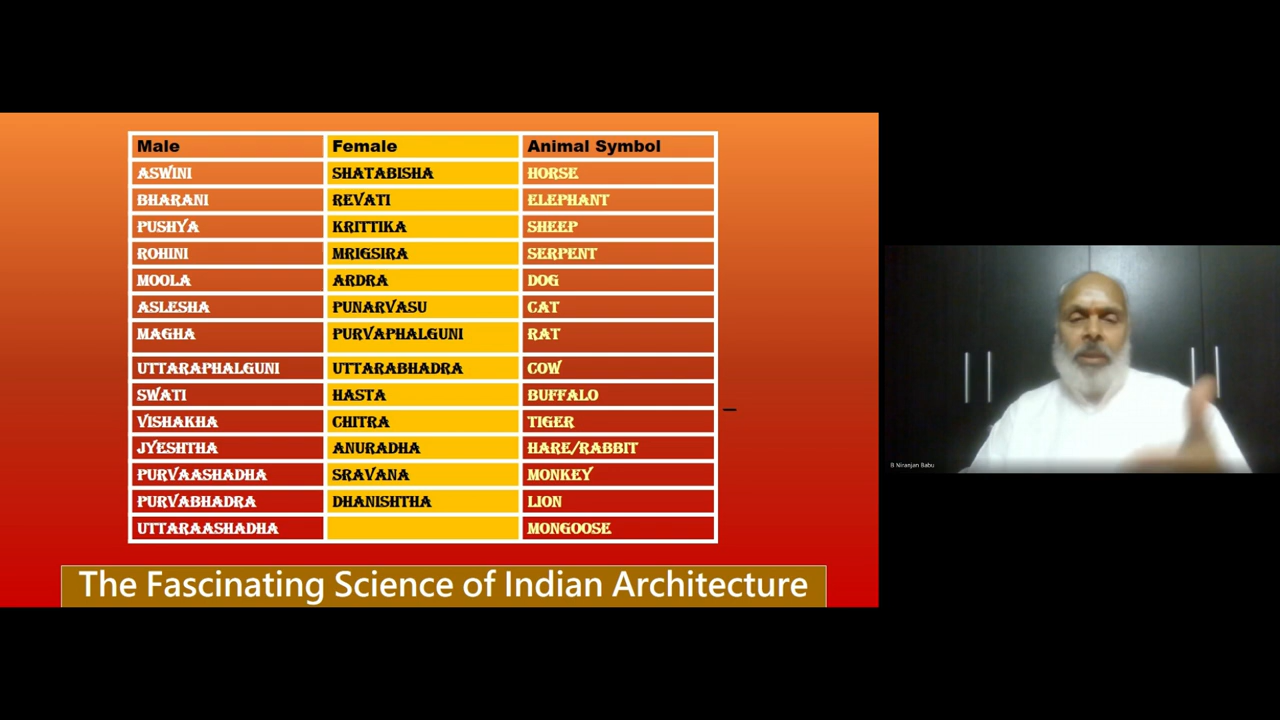 Male Female Animal Symbol
ASWINI SHATABISHA HORSE
BHARANI REVATI ELEPHANT
PUSHYA KRITTIKA SHEEP
ROHINI MRIGSIRA SERPENT
MOOLA ARDRA DOG
ASLESHA PUNARVASU CAT
MAGHA PURVAPHALGUNI RAT
UTTARAPHALGUNI UTTARABHADRA COW
SWATI HASTA BUFFALO
VISHAKHA CHITRA TIGER
JYESHTHA ANURADHA HARE/RABBIT
PURVAASHADHA SRAVANA MONKEY
PURVABHADRA DHANISHTHA LION
UTTARAASHADHA MONGOOSE
The Fascinating Science of Indian Architecture
B Niranjan Babu